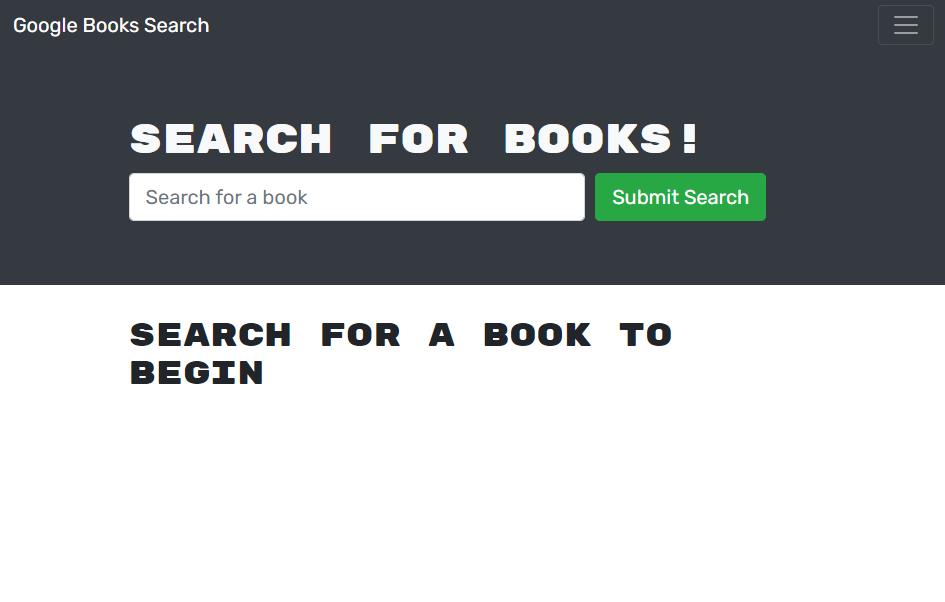 Google Books Search
SEARCH FOR BOOKS!
Search for a book
Submit Search
SEARCH FOR A BOOK TO
BEGIN